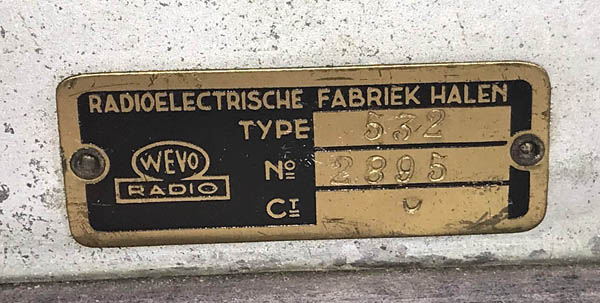 RADIOELECTRISCHE FABRIEK HALEN
TYPE 532
WEVO
RADIO
Nº 2895
CT U